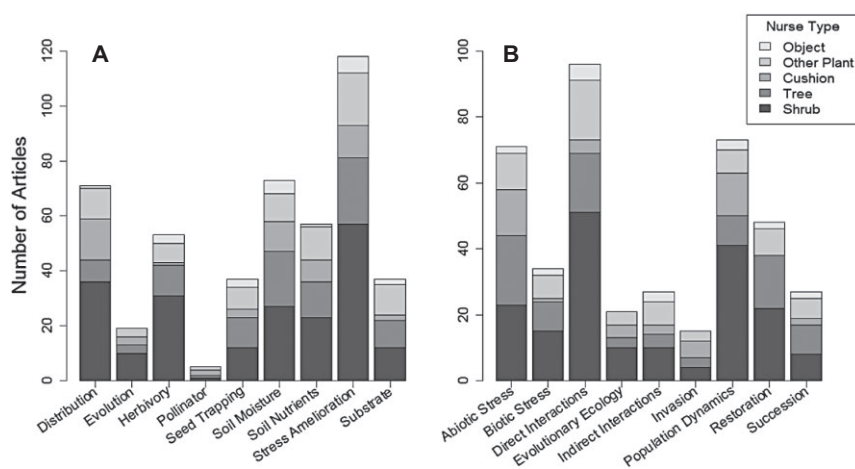 A
B
Number of Articles
0
20
40
60
80
100
120
Distribution
Evolution
Herbivory
Pollinator
Seed Trapping
Soil Moisture
Soil Nutrients
Stress Amelioration
Substrate
0
20
40
60
80
100
Abiotic Stress
Biotic Stress
Direct Interactions
Evolutionary Ecology
Indirect Interactions
Invasion
Population Dynamics
Restoration
Succession
Nurse Type
Object
Other Plant
Cushion
Tree
Shrub